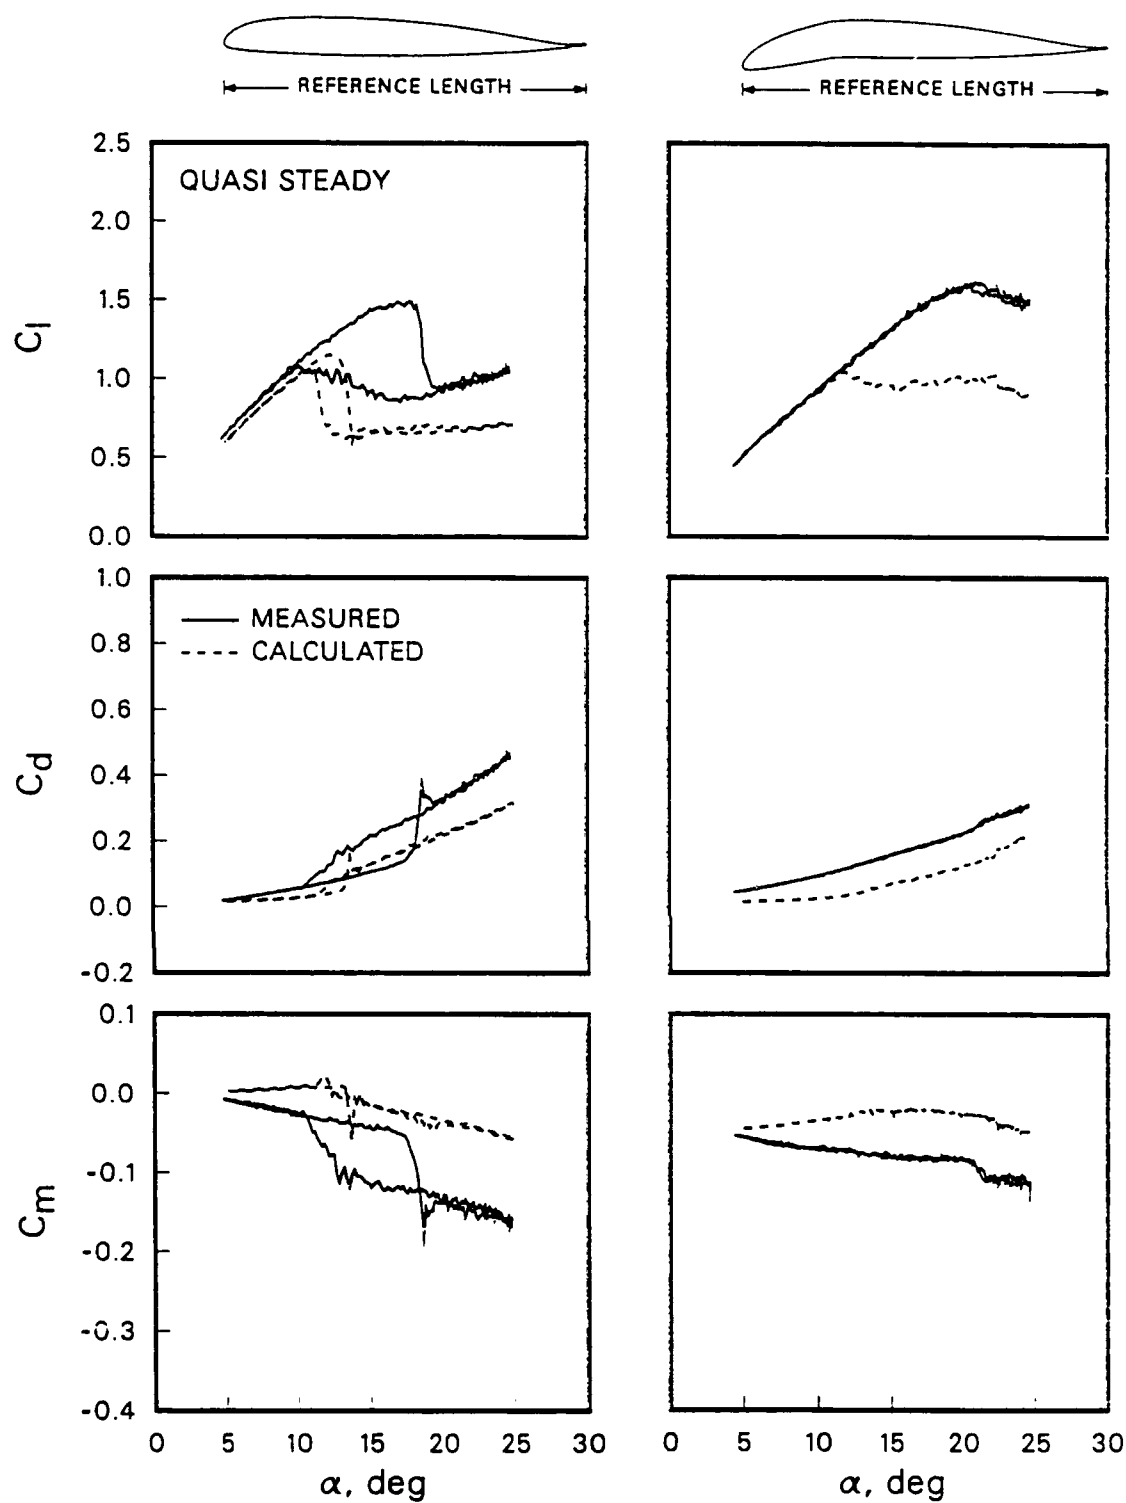 REFERENCE LENGTH
REFERENCE LENGTH
QUASI STEADY
Cl
2.5
2.0
1.5
1.0
0.5
0.0
MEASURED
CALCULATED
Cd
1.0
0.8
0.6
0.4
0.2
0.0
-0.2
Cm
0.1
0.0
-0.1
-0.2
-0.3
-0.4
0 5 10 15 20 25 30
0 5 10 15 20 25 30
α, deg
α, deg